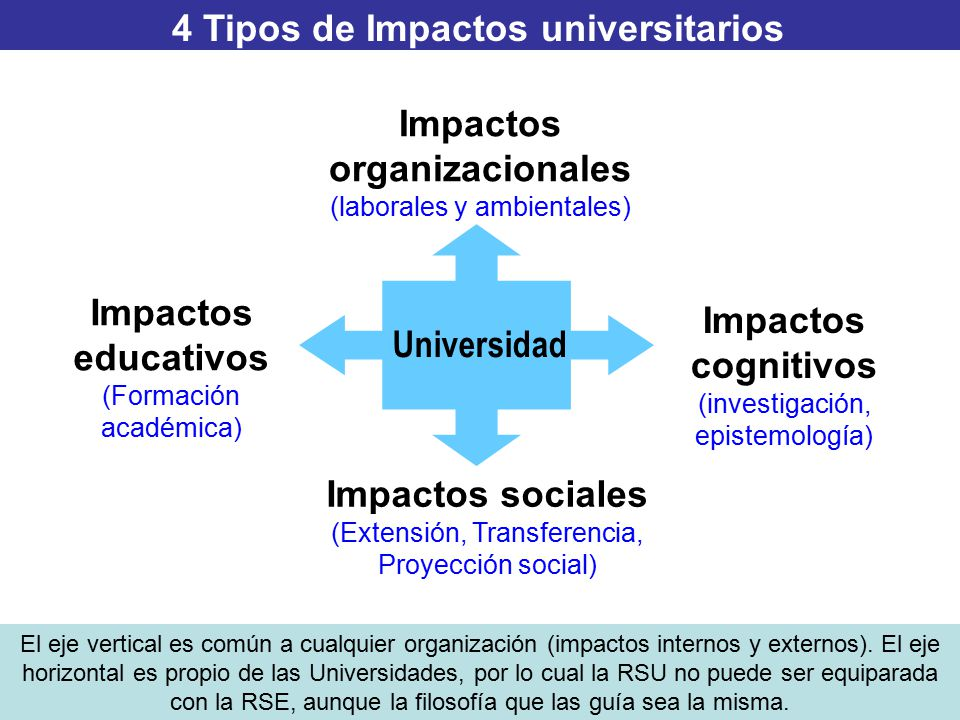 4 Tipos de Impactos universitarios
Impactos
organizacionales
(laborales y ambientales)
Impactos
educativos
(Formación
académica)
Universidad
Impactos
cognitivos
(investigación,
epistemología)
Impactos sociales
(Extensión, Transferencia,
Proyección social)
El eje vertical es común a cualquier organización (impactos internos y externos). El eje
horizontal es propio de las Universidades, por lo cual la RSU no puede ser equiparada
con la RSE, aunque la filosofía que las guía sea la misma.